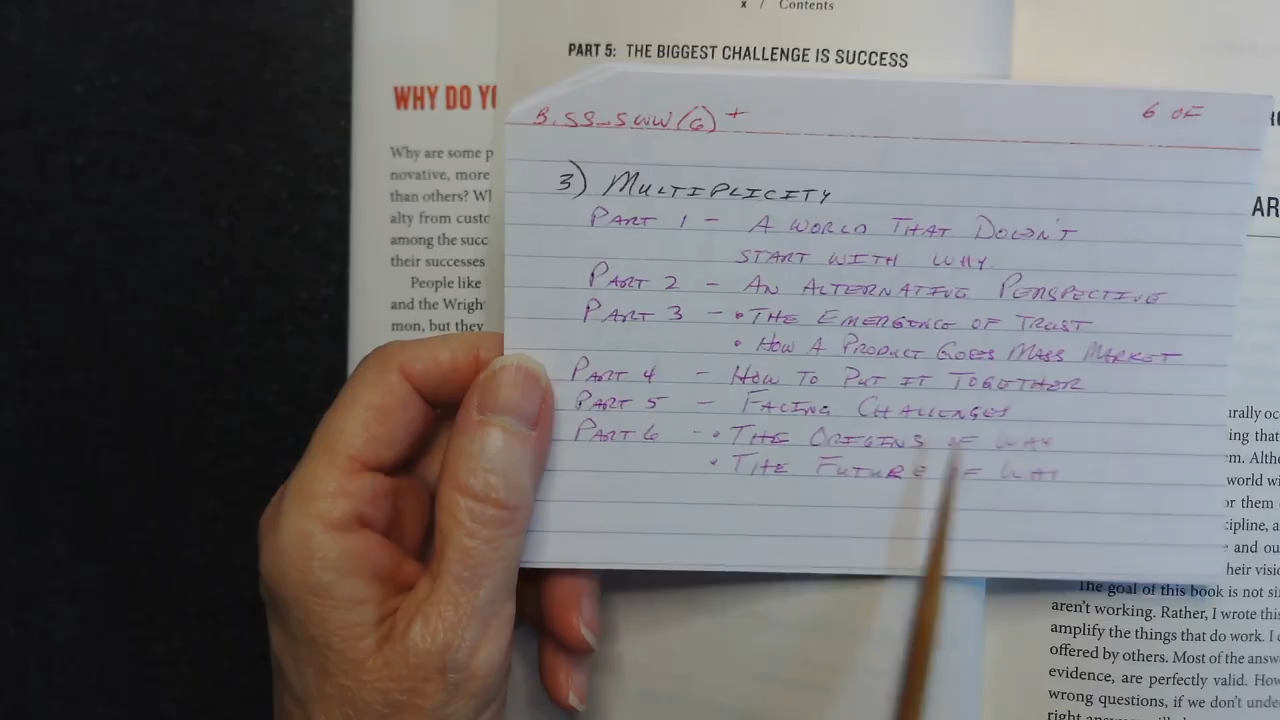 x / Contents
PART 5: THE BIGGEST CHALLENGE IS SUCCESS
WHY DO YO
Why are some p
novative, more
than others? Wl
alty from custo
among the succ
their successes
People like
and the Wrigh
mon, but they
B.SS_SWW(6)+
6 OF
3) MULTIPLICITY
PART 1 - A WORLD THAT DOESN'T
START WITH WHY.
PART 2 - AN ALTERNATIVE PERSPECTIVE
PART 3 - • THE EMERGENCE OF TRUST
• HOW A PRODUCT GOES MASS MARKET
PART 4 - HOW TO PUT IT TOGETHER
PART 5 - FACING CHALLENGES
PART 6 - • THE ORIGINS OF WHY
• THE FUTURE OF WHY
AR
urally oc
ing that
m. Altho
world wi
or them
cipline, a
and ou
heir visio
The goal of this book is not si
aren't working. Rather, I wrote this
amplify the things that do work. I
offered by others. Most of the answ
evidence, are perfectly valid. How
wrong questions, if we don't unde